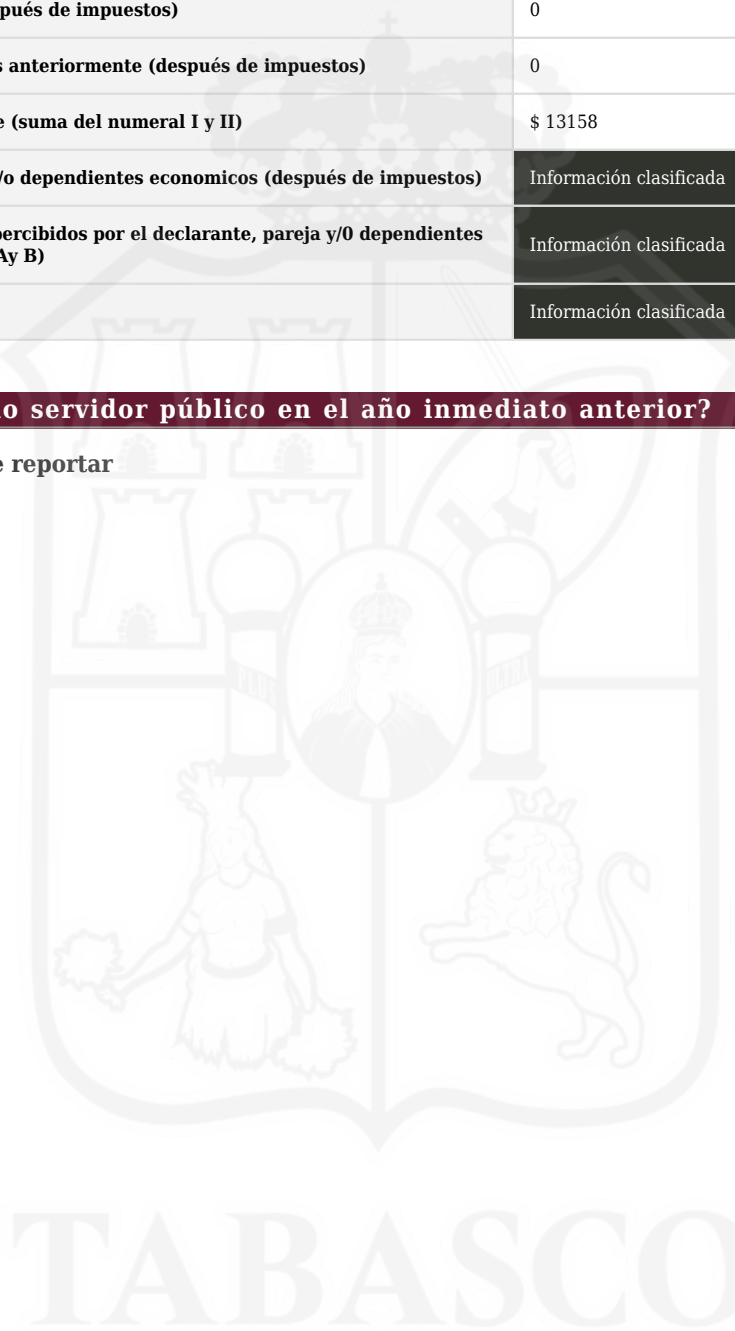 pués de impuestos)
0
s anteriormente (después de impuestos)
0
e (suma del numeral I y II)
$ 13158
/o dependientes economicos (después de impuestos)
Información clasificada
percibidos por el declarante, pareja y/0 dependientes
Ay B)
Información clasificada
Información clasificada
o servidor público en el año inmediato anterior?
e reportar
PLUS
ULTRA
TABASCO